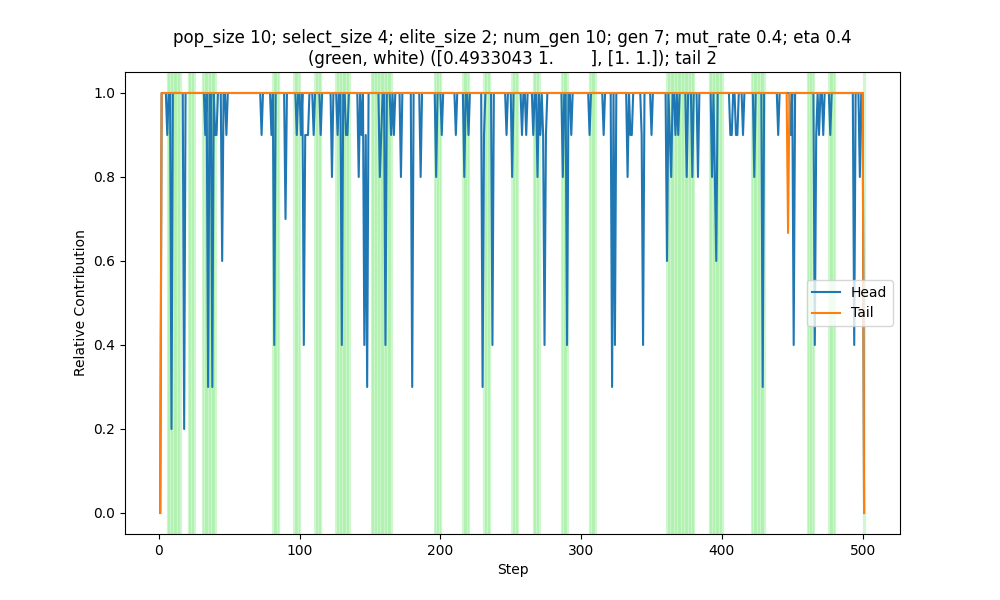 pop_size 10; select_size 4; elite_size 2; num_gen 10; gen 7; mut_rate 0.4; eta 0.4
(green, white) ([0.4933043 1.        ], [1. 1.]); tail 2
1.0
0.8
0.6
0.4
0.2
0.0
Relative Contribution
Head
Tail
0
100
200
300
400
500
Step